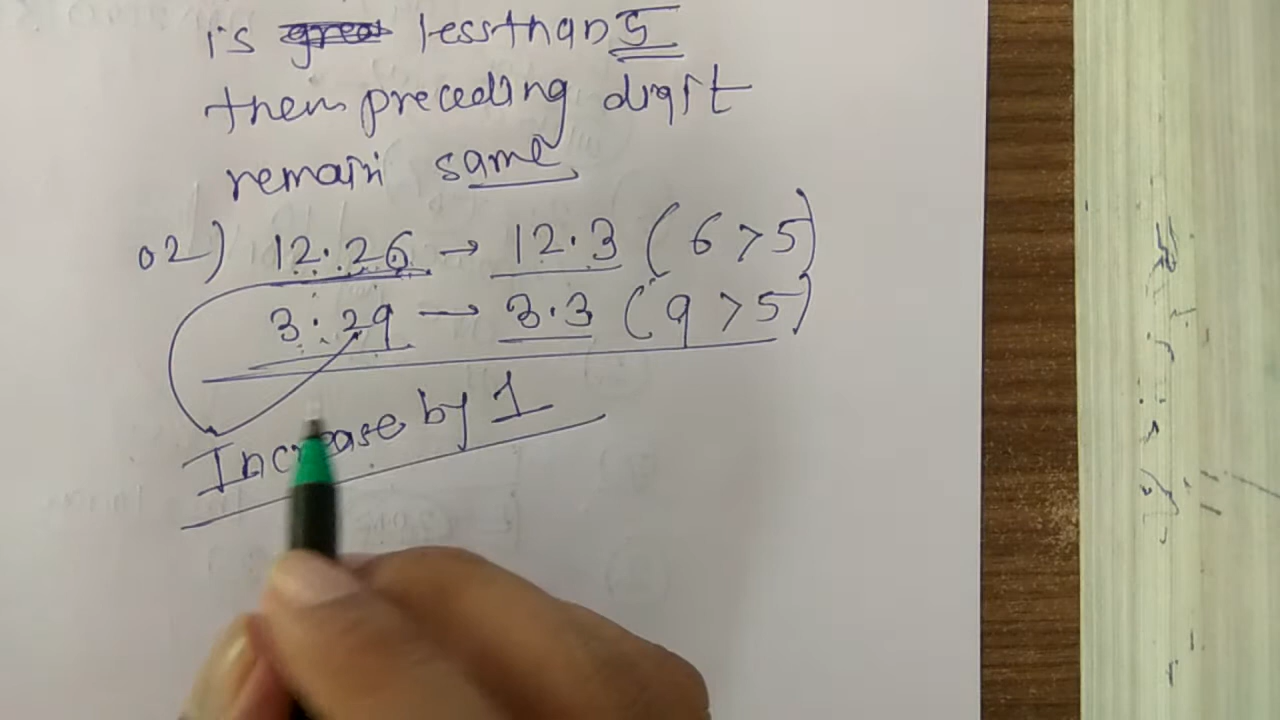 is less than 5
then preceding digit
remain same
02) 12.26 → 12.3 (6 > 5)
3.29 → 3.3 (9 > 5)
Increase by 1